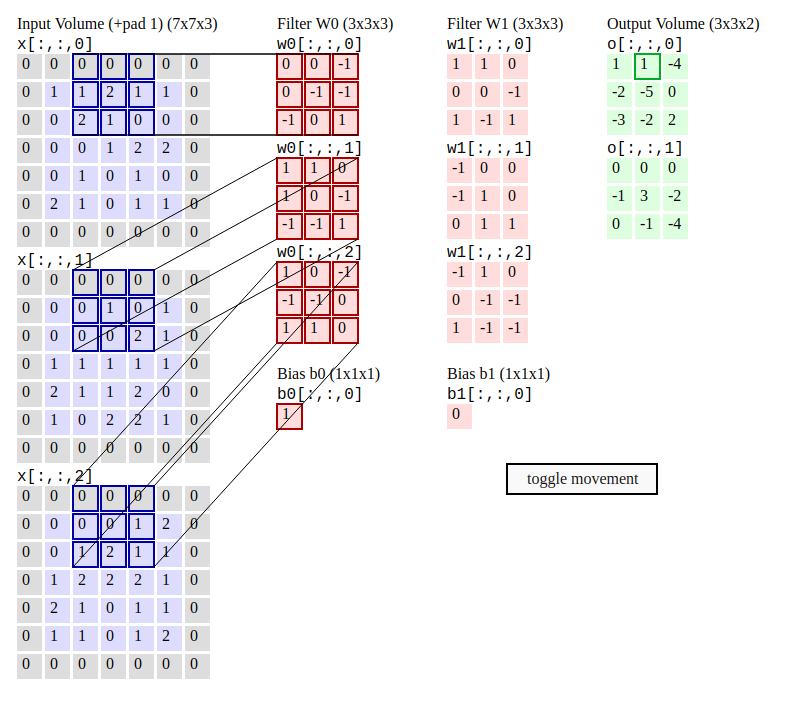 Input Volume (+pad 1) (7x7x3)
x[:,:,0]
0 0 0 0 0 0 0
0 1 1 2 1 1 0
0 0 2 1 0 0 0
0 0 0 1 2 2 0
0 0 1 0 1 0 0
0 2 1 0 1 1 0
0 0 0 0 0 0 0
x[:,:,1]
0 0 0 0 0 0 0
0 0 0 1 0 1 0
0 0 0 0 2 1 0
0 1 1 1 1 1 0
0 2 1 1 2 0 0
0 1 0 2 2 1 0
0 0 0 0 0 0 0
x[:,:,2]
0 0 0 0 0 0 0
0 0 0 0 1 2 0
0 0 1 2 1 1 0
0 1 2 2 2 1 0
0 2 1 0 1 1 0
0 1 1 0 1 2 0
0 0 0 0 0 0 0
Filter W0 (3x3x3)
w0[:,:,0]
0 0 -1
0 -1 -1
-1 0 1
w0[:,:,1]
1 1 0
1 0 -1
-1 -1 1
w0[:,:,2]
1 0 -1
-1 -1 0
1 1 0
Bias b0 (1x1x1)
b0[:,:,0]
1
Filter W1 (3x3x3)
w1[:,:,0]
1 1 0
0 0 -1
1 -1 1
w1[:,:,1]
-1 0 0
-1 1 0
0 1 1
w1[:,:,2]
-1 1 0
0 -1 -1
1 -1 -1
Bias b1 (1x1x1)
b1[:,:,0]
0
Output Volume (3x3x2)
o[:,:,0]
1 1 -4
-2 -5 0
-3 -2 2
o[:,:,1]
0 0 0
-1 3 -2
0 -1 -4
toggle movement